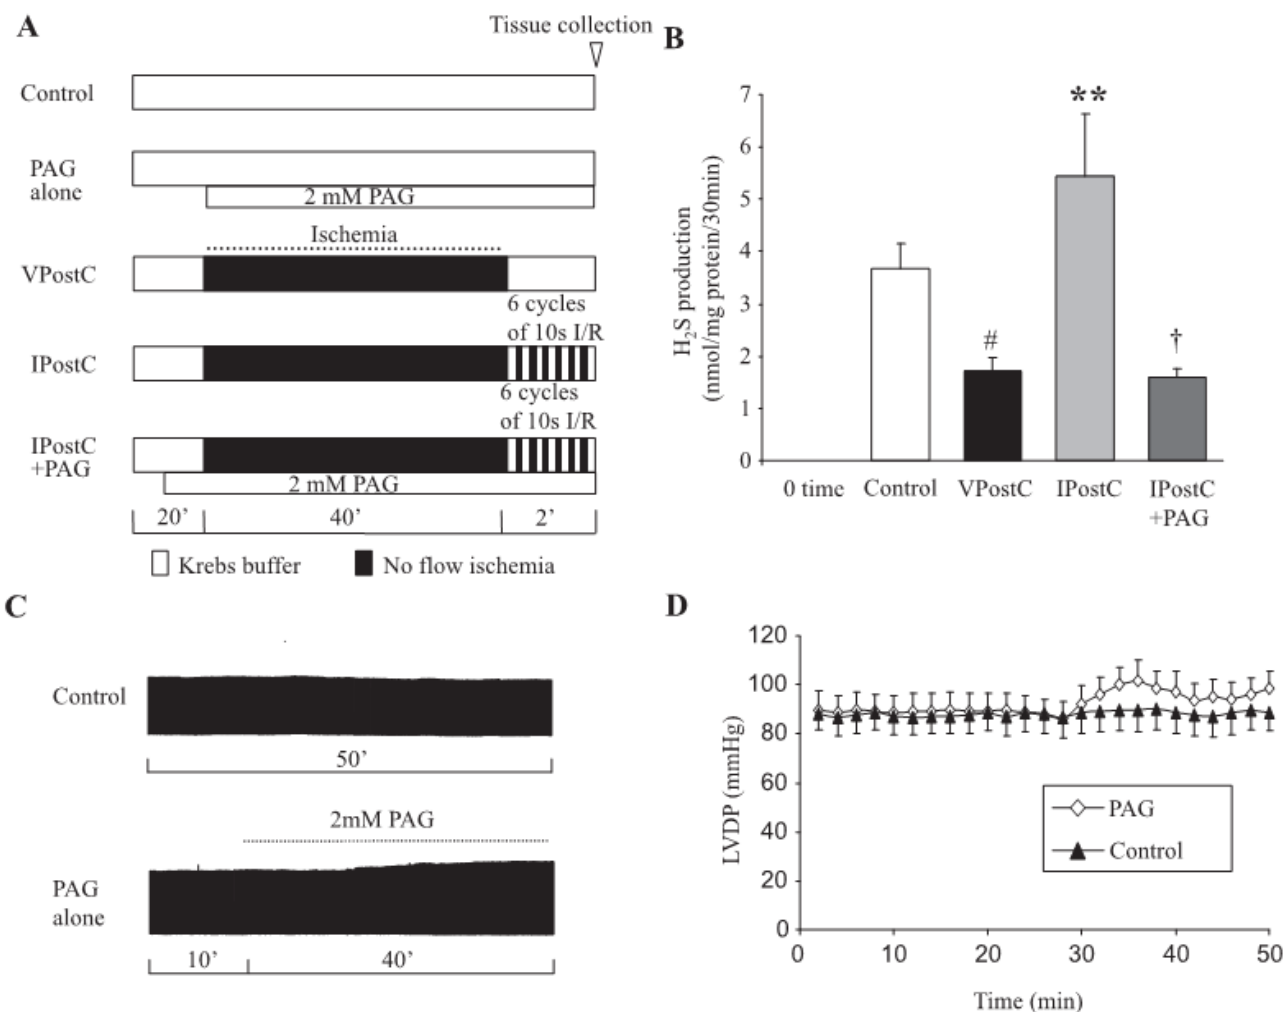 A
Tissue collection
Control
PAG
alone
2 mM PAG
Ischemia
VPostC
6 cycles
of 10s I/R
IPostC
6 cycles
of 10s I/R
IPostC
+PAG
2 mM PAG
20’
40’
2’
Krebs buffer
No flow ischemia
B
H₂S production
(nmol/mg protein/30min)
7
6
5
4
3
2
1
0
**
#
†
0 time
Control
VPostC
IPostC
IPostC
+PAG
C
Control
50’
2mM PAG
PAG
alone
10’
40’
D
LVDP (mmHg)
120
100
80
60
40
20
0
PAG
Control
0
10
20
30
40
50
Time (min)